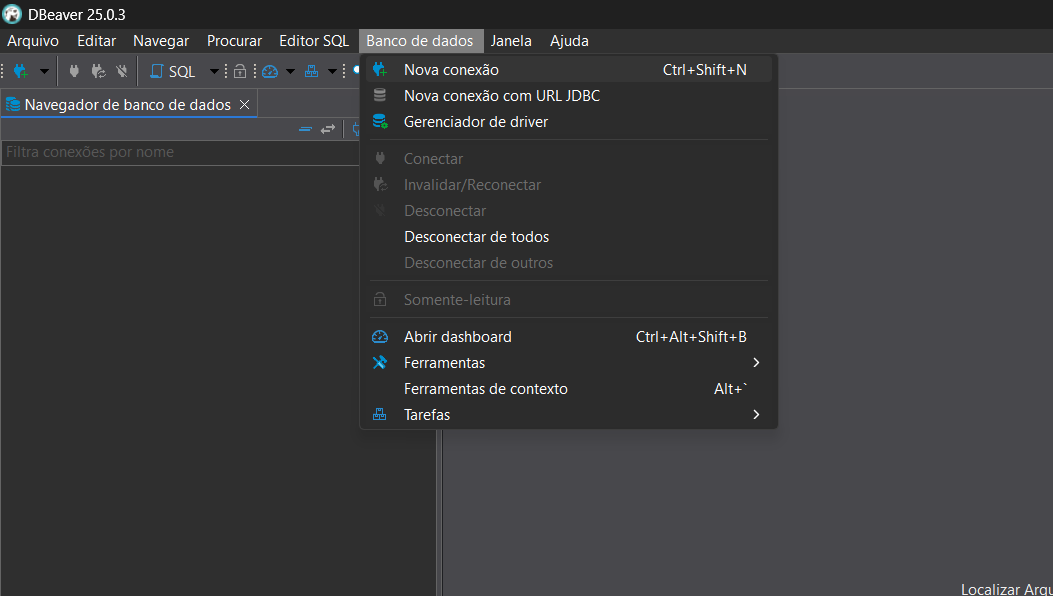 DBeaver 25.0.3
Arquivo Editar Navegar Procurar Editor SQL Banco de dados Janela Ajuda
SQL
Navegador de banco de dados
Filtra conexões por nome
Nova conexão Ctrl+Shift+N
Nova conexão com URL JDBC
Gerenciador de driver
Conectar
Invalidar/Reconectar
Desconectar
Desconectar de todos
Desconectar de outros
Somente-leitura
Abrir dashboard Ctrl+Alt+Shift+B
Ferramentas
Ferramentas de contexto Alt+`
Tarefas
Localizar